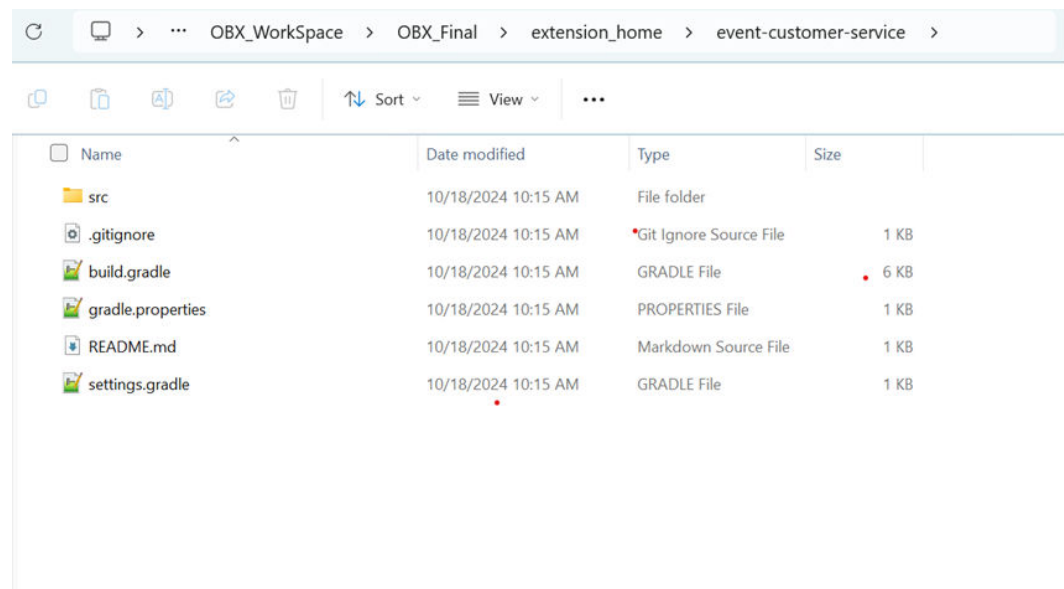 OBX_WorkSpace > OBX_Final > extension_home > event-customer-service >
Sort View
Name Date modified Type Size
src 10/18/2024 10:15 AM File folder
.gitignore 10/18/2024 10:15 AM Git Ignore Source File 1 KB
build.gradle 10/18/2024 10:15 AM GRADLE File 6 KB
gradle.properties 10/18/2024 10:15 AM PROPERTIES File 1 KB
README.md 10/18/2024 10:15 AM Markdown Source File 1 KB
settings.gradle 10/18/2024 10:15 AM GRADLE File 1 KB